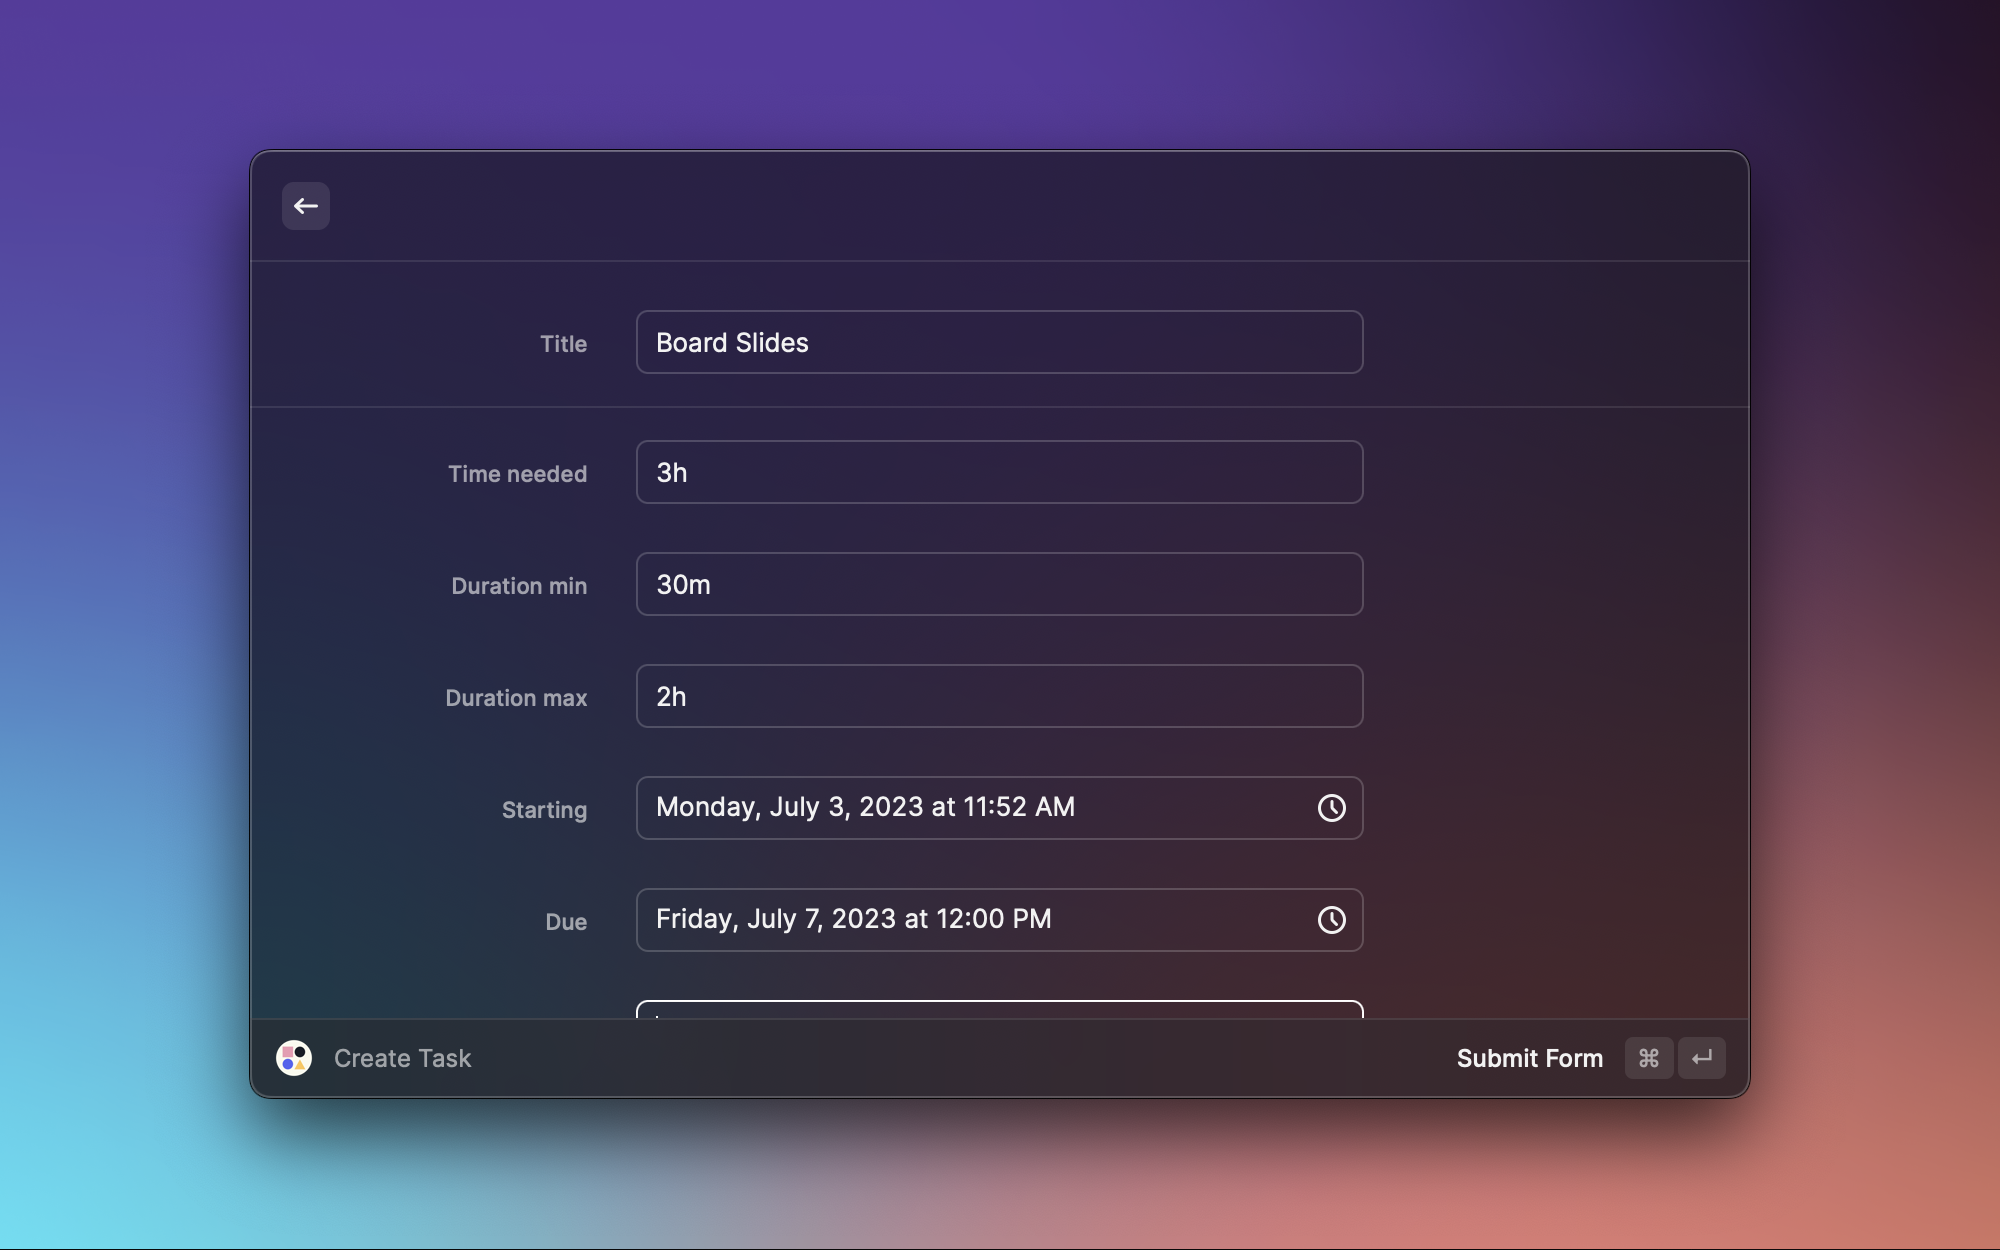 Title
Board Slides
Time needed
3h
Duration min
30m
Duration max
2h
Starting
Monday, July 3, 2023 at 11:52 AM
Due
Friday, July 7, 2023 at 12:00 PM
Create Task
Submit Form ⌘ ↵